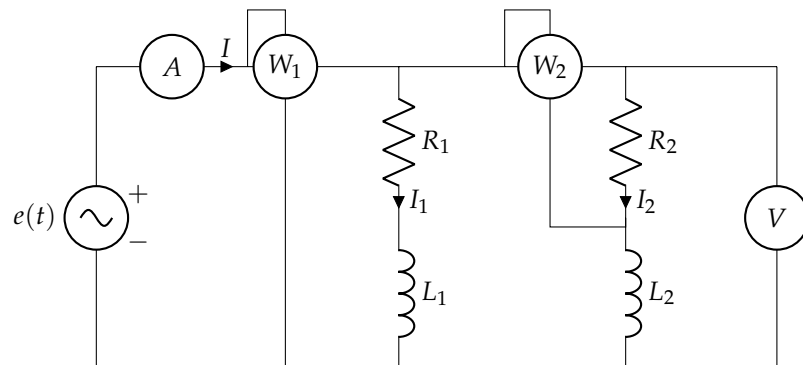 A
I
W₁
W₂
R₁
R₂
e(t)
+
−
I₁
I₂
V
L₁
L₂